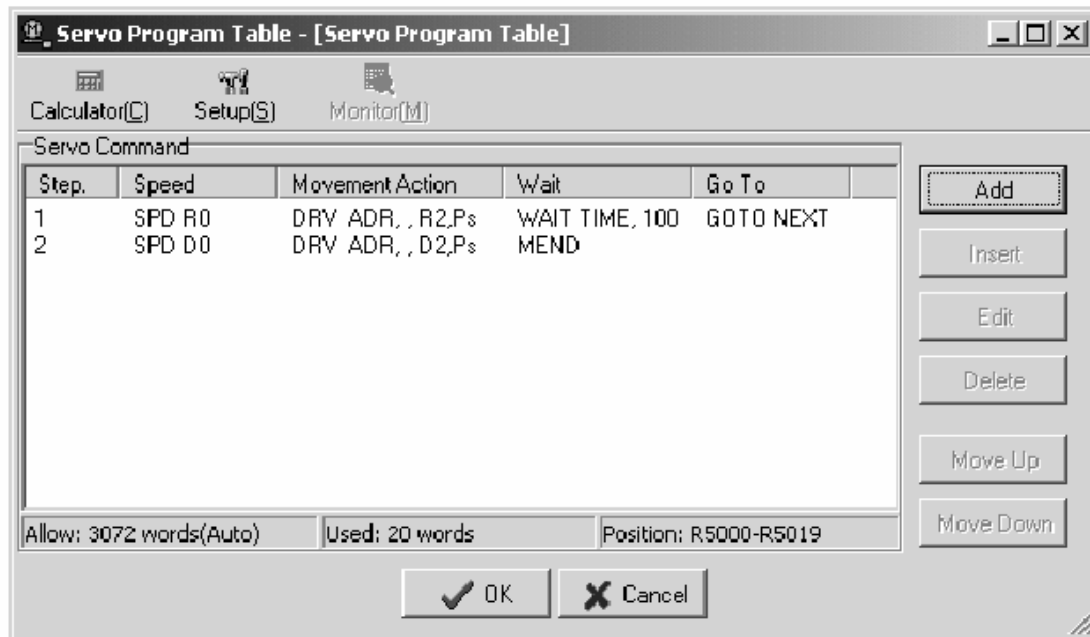 Servo Program Table - [Servo Program Table]
Calculator(C) Setup(S) Monitor(M)
Servo Command
Step. Speed Movement Action Wait Go To
1 SPD R0 DRV ADR, , R2,Ps WAIT TIME, 100 GOTO NEXT
2 SPD D0 DRV ADR, , D2,Ps MEND
Add
Insert
Edit
Delete
Move Up
Move Down
Allow: 3072 words(Auto) Used: 20 words Position: R5000-R5019
OK Cancel